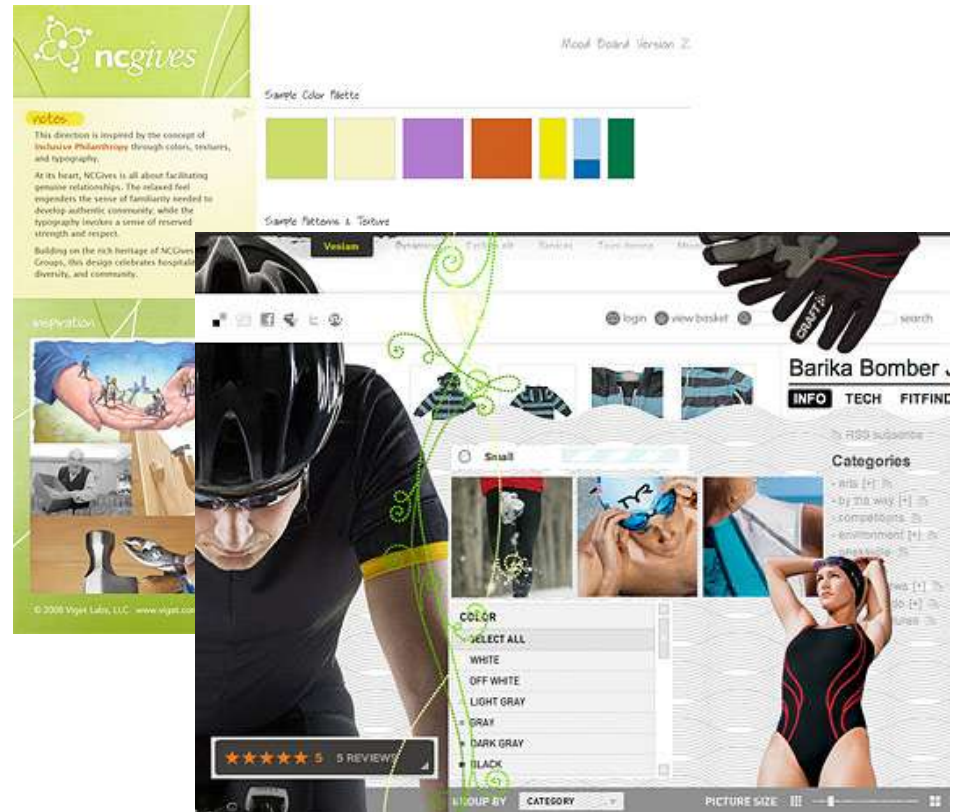 ncgives
Mood Board Version 2
Sample Color Palette
notes
This direction is inspired by the concept of
Inclusive Philanthropy through colors, textures,
and typography.
At its heart, NCGives is all about facilitating
genuine relationships. The relaxed feel
engenders the sense of familiarity needed to
develop authentic community; while the
typography invokes a sense of reserved
strength and respect.
Building on the rich heritage of NCGives
Groups, this design celebrates hospitali
diversity, and community.
Sample Patterns & Texture
inspiration
© 2008 Viget Labs, LLC. www.viget.com
Veniam
Services
login
view basket
search
CRAFT
Barika Bomber J
INFO
TECH
FITFIND
RSS subscribe
Small
Categories
- arts [+]
- by the way [+]
- competitions
- environment [+]
COLOR
SELECT ALL
WHITE
OFF WHITE
LIGHT GRAY
GRAY
DARK GRAY
BLACK
5
5 REVIEWS
GROUP BY
CATEGORY
PICTURE SIZE